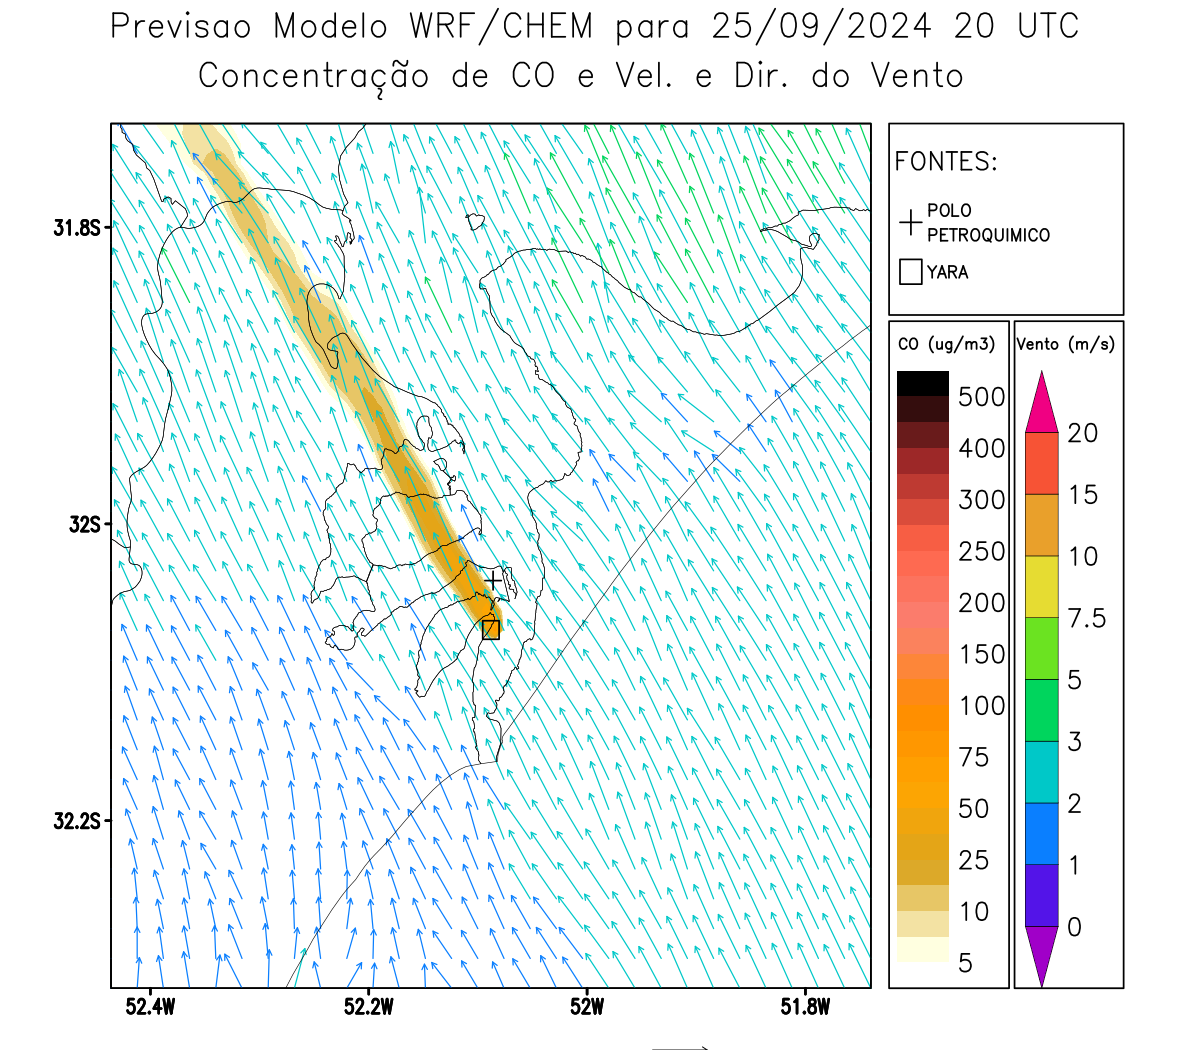 Previsao Modelo WRF/CHEM para 25/09/2024 20 UTC
Concentração de CO e Vel. e Dir. do Vento
FONTES:
POLO
PETROQUIMICO
YARA
CO (ug/m3)
500
400
300
250
200
150
100
75
50
25
10
5
Vento (m/s)
20
15
10
7.5
5
3
2
1
0
31.8S
32S
32.2S
52.4W
52.2W
52W
51.8W